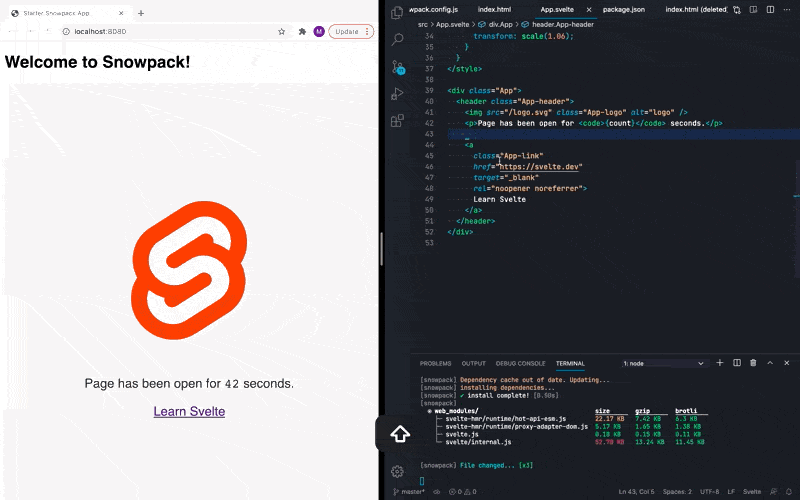 Starter Snowpack App
localhost:8080
M
Update
Welcome to Snowpack!
Page has been open for 42 seconds.
Learn Svelte
wpack.config.js index.html App.svelte package.json index.html (deleted)
src > App.svelte > div.App > header.App-header
34 transform: scale(1.06);
35 }
36 }
37 </style>
38
39 <div class="App">
40 <header class="App-header">
41 <img src="/logo.svg" class="App-logo" alt="logo" />
42 <p>Page has been open for <code>{count}</code> seconds.</p>
43
44 <a
45 class="App-link"
46 href="https://svelte.dev"
47 target="_blank"
48 rel="noopener noreferrer">
49 Learn Svelte
50 </a>
51 </header>
52 </div>
53
PROBLEMS OUTPUT DEBUG CONSOLE TERMINAL 1: node
[snowpack] Dependency cache out of date. Updating...
[snowpack] installing dependencies...
[snowpack] ✔ install complete! [0.50s]
[snowpack]
web_modules/ size gzip brotli
├─ svelte-hmr/runtime/hot-api-esm.js 22.17 KB 7.42 KB 6.3 KB
├─ svelte-hmr/runtime/proxy-adapter-dom.js 5.17 KB 1.65 KB 1.38 KB
├─ svelte.js 0.18 KB 0.15 KB 0.11 KB
└─ svelte/internal.js 52.70 KB 13.24 KB 11.45 KB
[snowpack] File changed... [x3]
master* 0 0 Ln 43, Col 5 Spaces: 2 UTF-8 LF Svelte